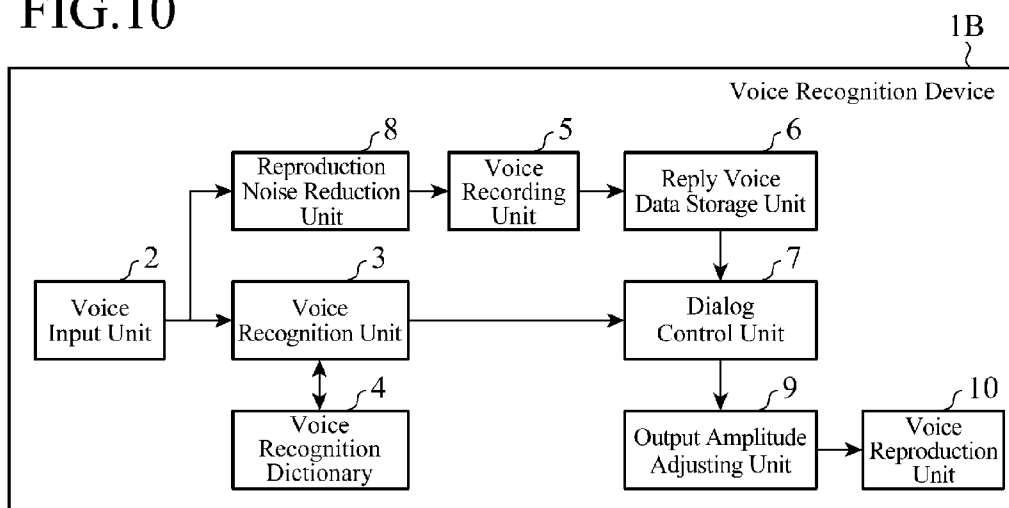 FIG.10
1B
Voice Recognition Device
8
5
6
Reproduction
Noise Reduction
Unit
Voice
Recording
Unit
Reply Voice
Data Storage Unit
2
3
7
Voice
Input Unit
Voice
Recognition Unit
Dialog
Control Unit
4
9
10
Voice
Recognition
Dictionary
Output Amplitude
Adjusting Unit
Voice
Reproduction
Unit